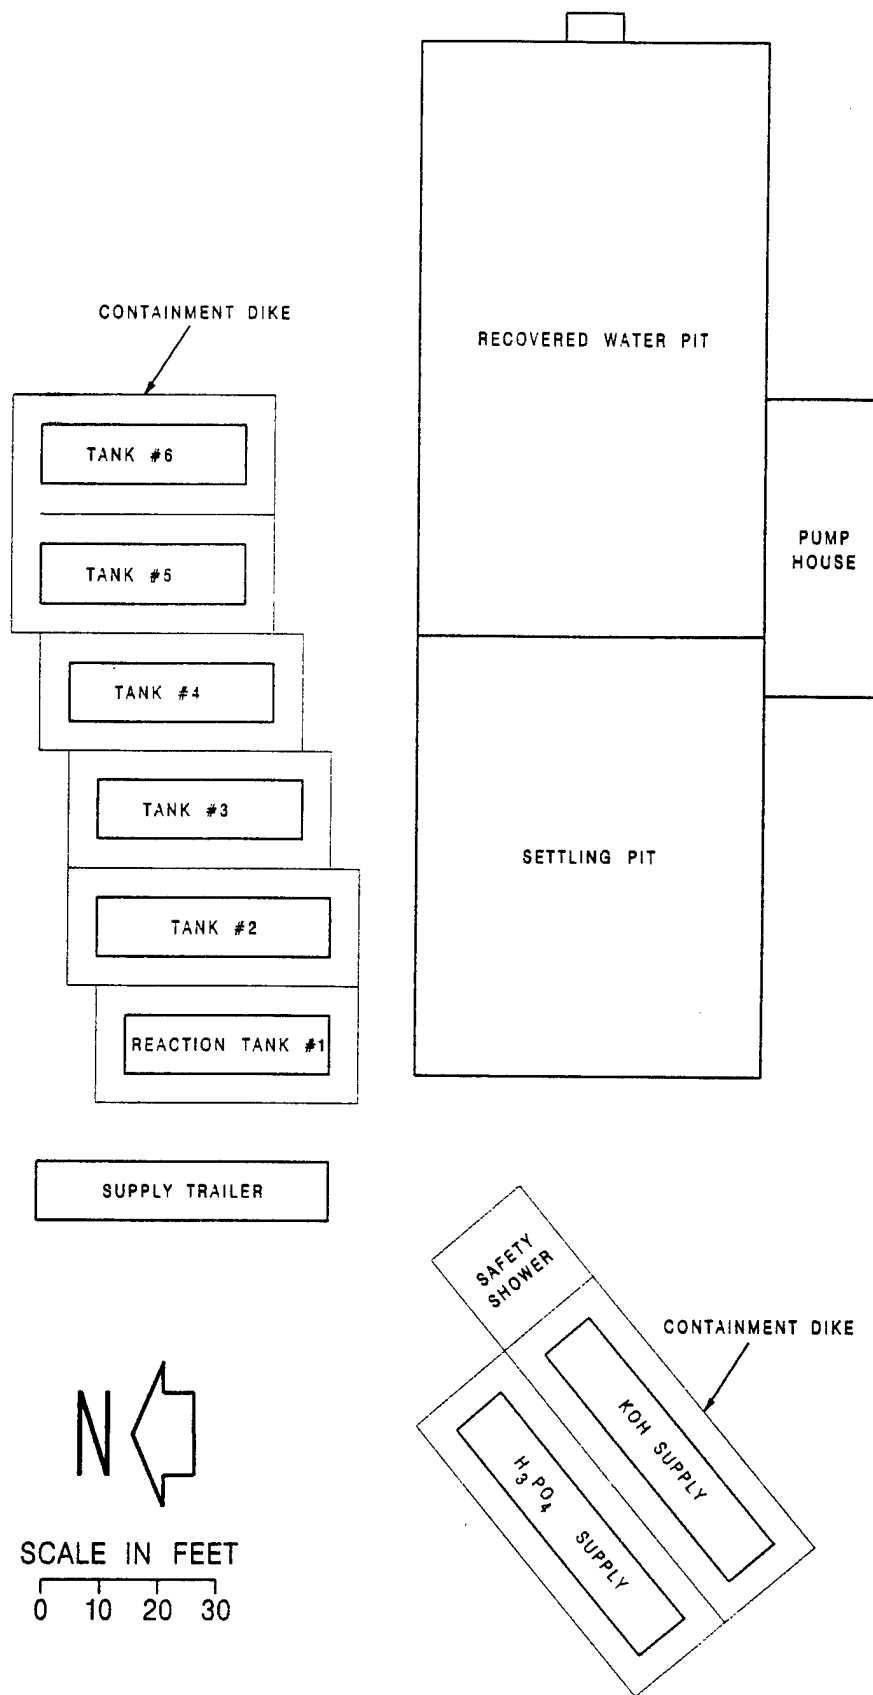 CONTAINMENT DIKE
RECOVERED WATER PIT
TANK #6
PUMP
HOUSE
TANK #5
TANK #4
TANK #3
SETTLING PIT
TANK #2
REACTION TANK #1
SUPPLY TRAILER
SAFETY
SHOWER
CONTAINMENT DIKE
KOH SUPPLY
H₃PO₄ SUPPLY
N
SCALE IN FEET
0 10 20 30